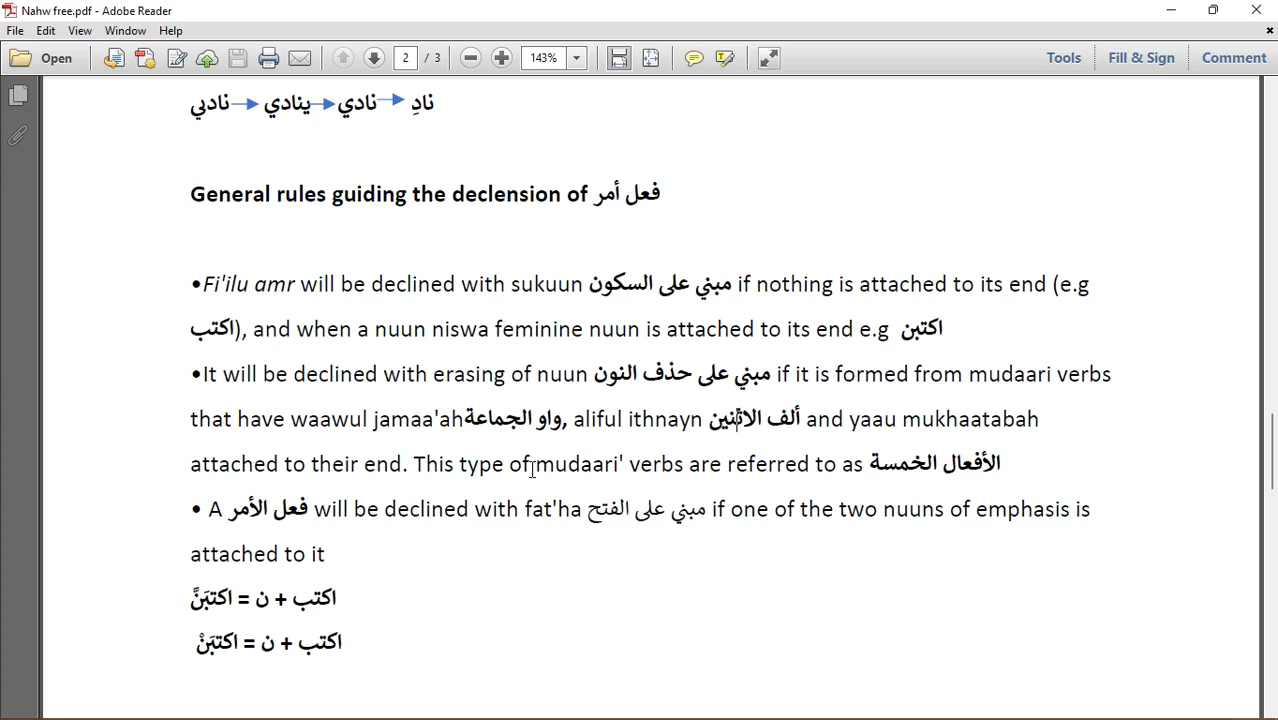 Nahw free.pdf - Adobe Reader
File Edit View Window Help
Open 2 / 3 143% Tools Fill & Sign Comment
نادِ نادي ينادي نادىي
General rules guiding the declension of فعل أمر
•Fi'ilu amr will be declined with sukuun مبني على السكون if nothing is attached to its end (e.g
اكتب), and when a nuun niswa feminine nuun is attached to its end e.g اكتبن
•It will be declined with erasing of nuun مبني على حذف النون if it is formed from mudaari verbs
that have waawul jamaa'ah واو الجماعة, aliful ithnayn ألف الاثنين and yaau mukhaatabah
attached to their end. This type of mudaari' verbs are referred to as الأفعال الخمسة
• A فعل الأمر will be declined with fat'ha مبني على الفتح if one of the two nuuns of emphasis is
attached to it
اكتب + ن = اكتبَنَّ
اكتب + ن = اكتبَنْ